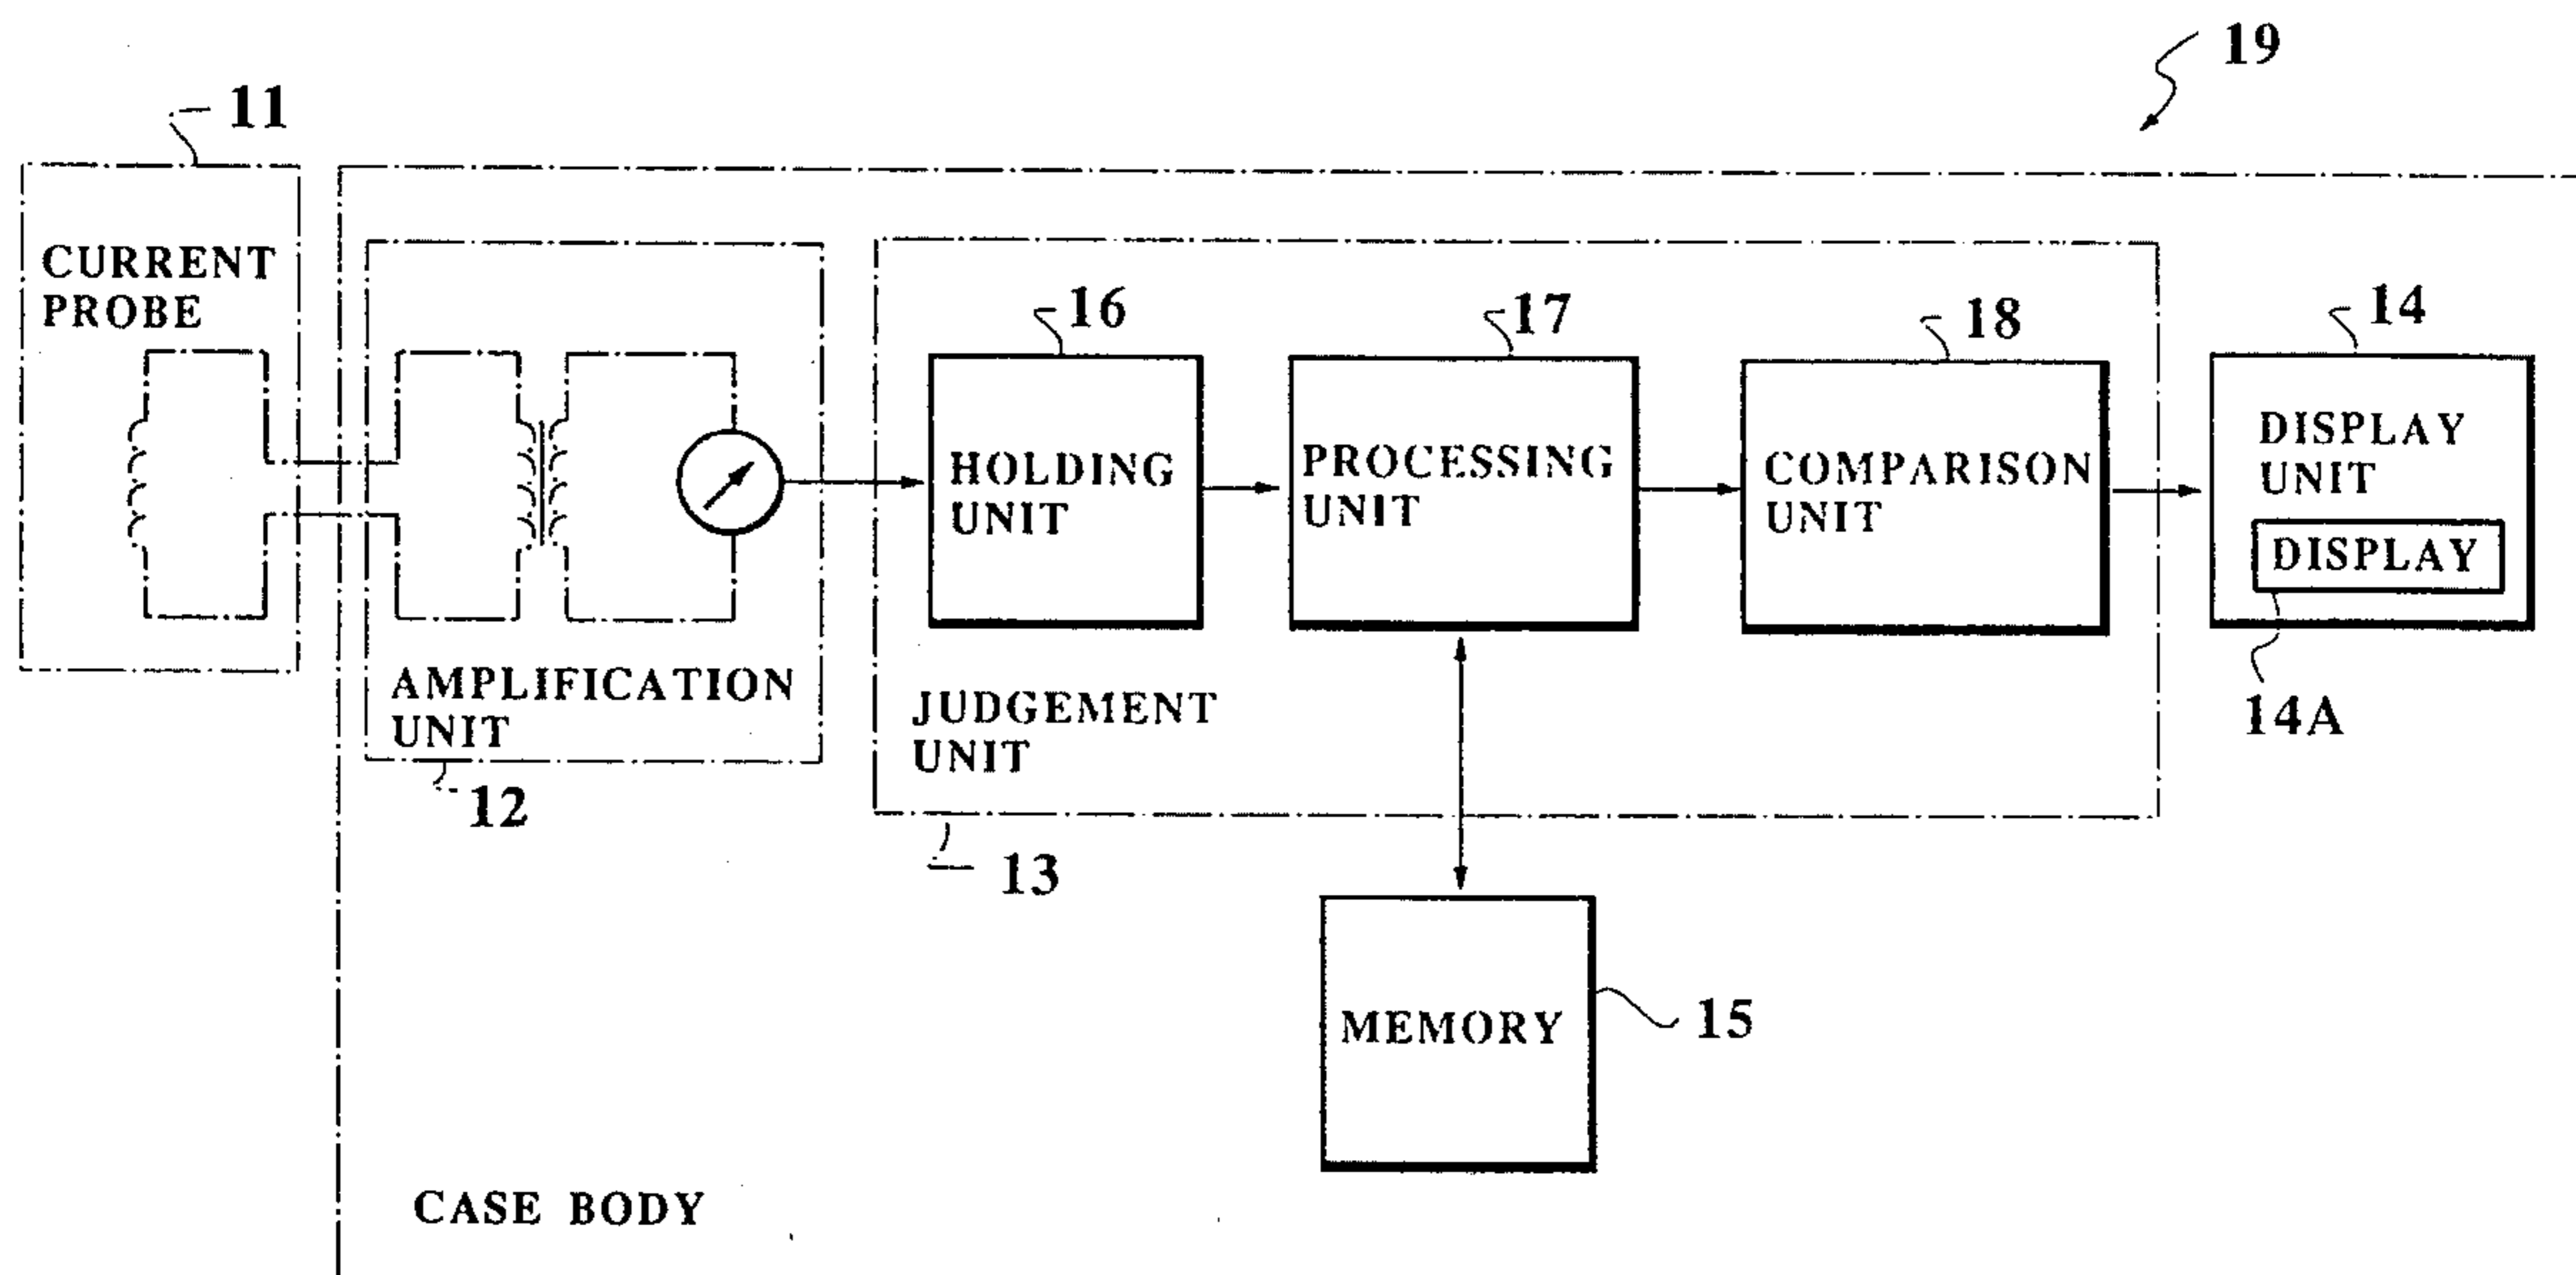 19
11
CURRENT
PROBE
16
17
18
14
HOLDING
UNIT
PROCESSING
UNIT
COMPARISON
UNIT
DISPLAY
UNIT
DISPLAY
14A
AMPLIFICATION
UNIT
12
JUDGEMENT
UNIT
13
MEMORY
15
CASE BODY